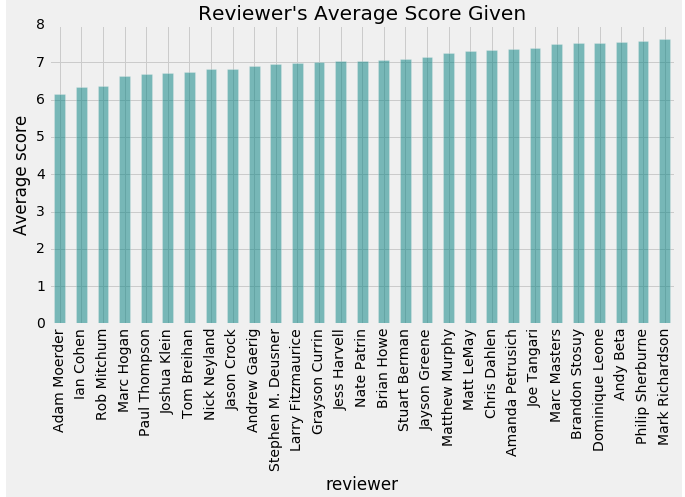 Reviewer's Average Score Given
8
7
6
5
4
3
2
1
0
Average score
Adam Moerder
Ian Cohen
Rob Mitchum
Marc Hogan
Paul Thompson
Joshua Klein
Tom Breihan
Nick Neyland
Jason Crock
Andrew Gaerig
Stephen M. Deusner
Larry Fitzmaurice
Grayson Currin
Jess Harvell
Nate Patrin
Brian Howe
Stuart Berman
Jayson Greene
Matthew Murphy
Matt LeMay
Chris Dahlen
Amanda Petrusich
Joe Tangari
Marc Masters
Brandon Stosuy
Dominique Leone
Andy Beta
Philip Sherburne
Mark Richardson
reviewer